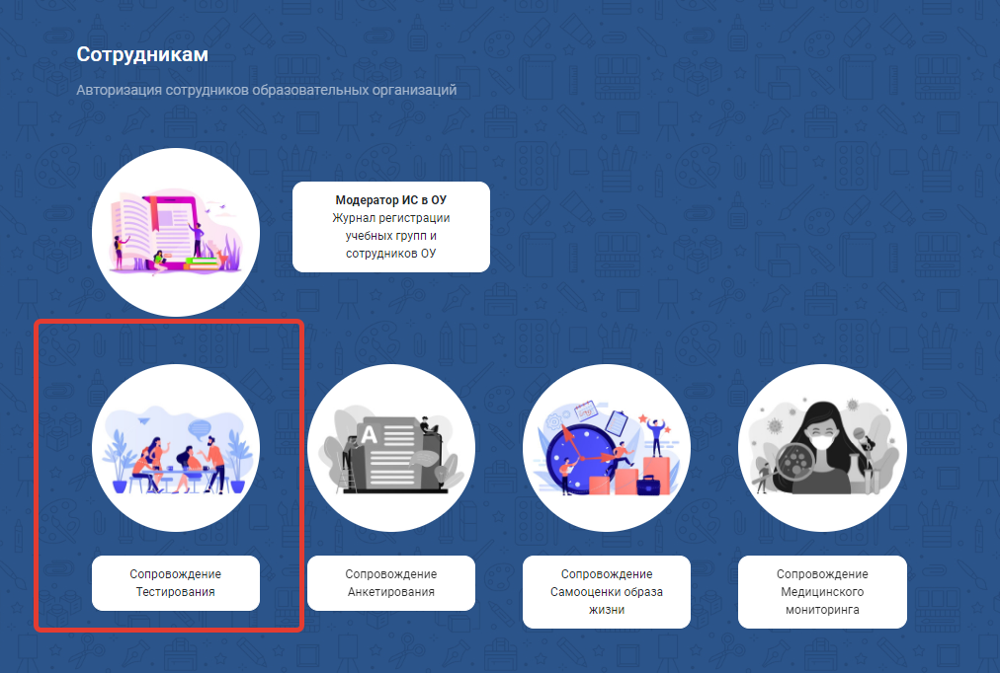 Сотрудникам
Авторизация сотрудников образовательных организаций
Модератор ИС в ОУ
Журнал регистрации
учебных групп и
сотрудников ОУ
A
Сопровождение
Тестирования
Сопровождение
Анкетирования
Сопровождение
Самооценки образа
жизни
Сопровождение
Медицинского
мониторинга